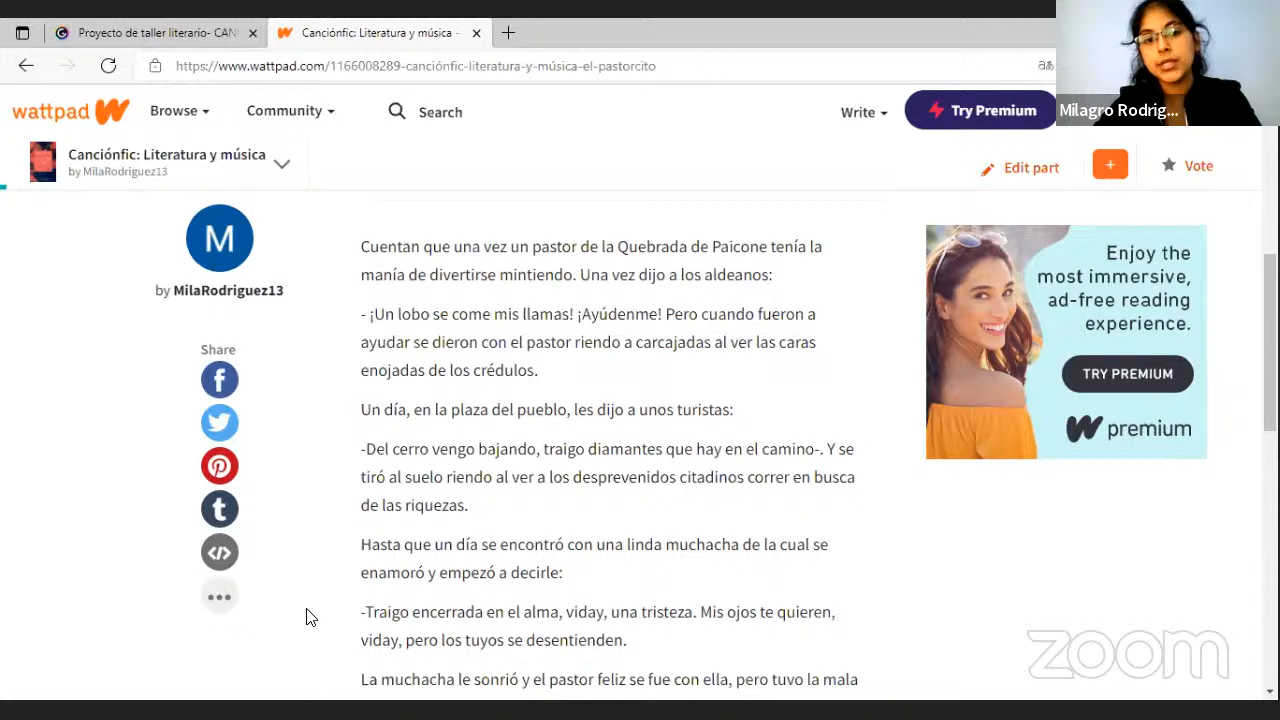 Proyecto de taller literario- CAN
Canciónfic: Literatura y música -
https://www.wattpad.com/1166008289-canciónfic-literatura-y-música-el-pastorcito
wattpad
Browse
Community
Search
Write
Try Premium
Milagro Rodríg...
Canciónfic: Literatura y música
by MilaRodriguez13
Edit part
+
Vote
M
by MilaRodriguez13
Share
Cuentan que una vez un pastor de la Quebrada de Paicone tenía la
manía de divertirse mintiendo. Una vez dijo a los aldeanos:
- ¡Un lobo se come mis llamas! ¡Ayúdenme! Pero cuando fueron a
ayudar se dieron con el pastor riendo a carcajadas al ver las caras
enojadas de los crédulos.
Un día, en la plaza del pueblo, les dijo a unos turistas:
-Del cerro vengo bajando, traigo diamantes que hay en el camino-. Y se
tiró al suelo riendo al ver a los desprevenidos citadinos correr en busca
de las riquezas.
Hasta que un día se encontró con una linda muchacha de la cual se
enamoró y empezó a decirle:
-Traigo encerrada en el alma, viday, una tristeza. Mis ojos te quieren,
viday, pero los tuyos se desentienden.
La muchacha le sonrió y el pastor feliz se fue con ella, pero tuvo la mala
Enjoy the
most immersive,
ad-free reading
experience.
TRY PREMIUM
premium
zoom